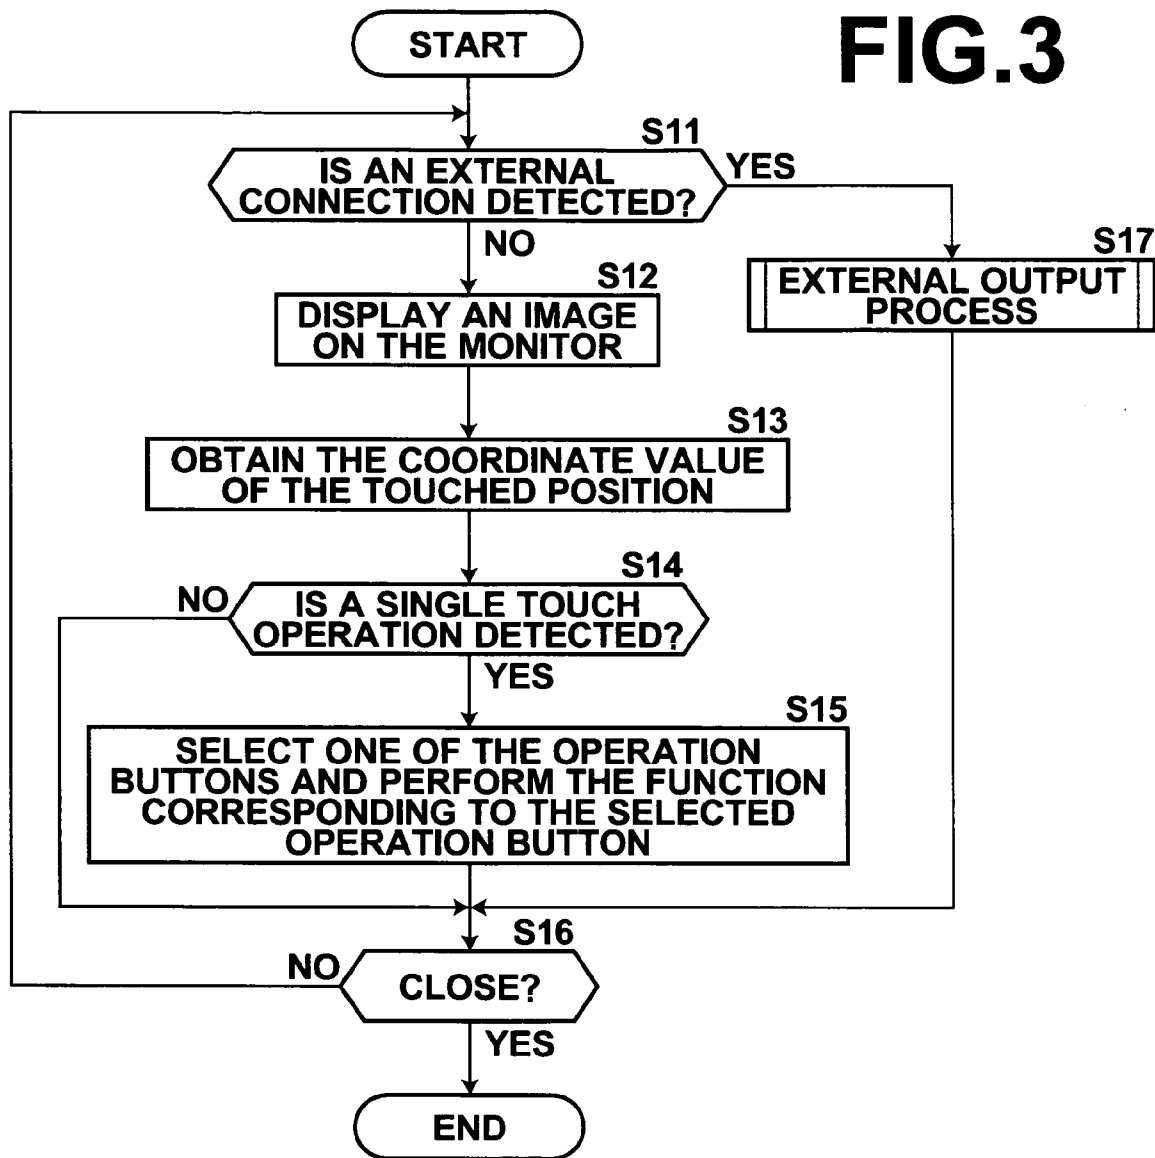 FIG.3
START
S11
IS AN EXTERNAL
CONNECTION DETECTED?
YES
NO
S17
EXTERNAL OUTPUT
PROCESS
S12
DISPLAY AN IMAGE
ON THE MONITOR
S13
OBTAIN THE COORDINATE VALUE
OF THE TOUCHED POSITION
S14
NO
IS A SINGLE TOUCH
OPERATION DETECTED?
YES
S15
SELECT ONE OF THE OPERATION
BUTTONS AND PERFORM THE FUNCTION
CORRESPONDING TO THE SELECTED
OPERATION BUTTON
S16
NO
CLOSE?
YES
END